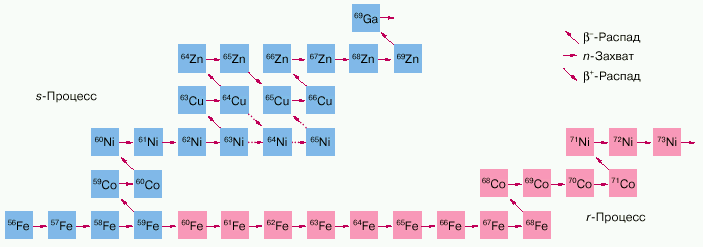 ⁶⁹Ga
β⁻-Распад
⁶⁴Zn ⁶⁵Zn ⁶⁶Zn ⁶⁷Zn ⁶⁸Zn ⁶⁹Zn
n-Захват
β⁺-Распад
s-Процесс
⁶³Cu ⁶⁴Cu ⁶⁵Cu ⁶⁶Cu
⁶⁰Ni ⁶¹Ni ⁶²Ni ⁶³Ni ⁶⁴Ni ⁶⁵Ni ⁷¹Ni ⁷²Ni ⁷³Ni
⁵⁹Co ⁶⁰Co ⁶⁸Co ⁶⁹Co ⁷⁰Co ⁷¹Co
⁵⁶Fe ⁵⁷Fe ⁵⁸Fe ⁵⁹Fe ⁶⁰Fe ⁶¹Fe ⁶²Fe ⁶³Fe ⁶⁴Fe ⁶⁵Fe ⁶⁶Fe ⁶⁷Fe ⁶⁸Fe
r-Процесс